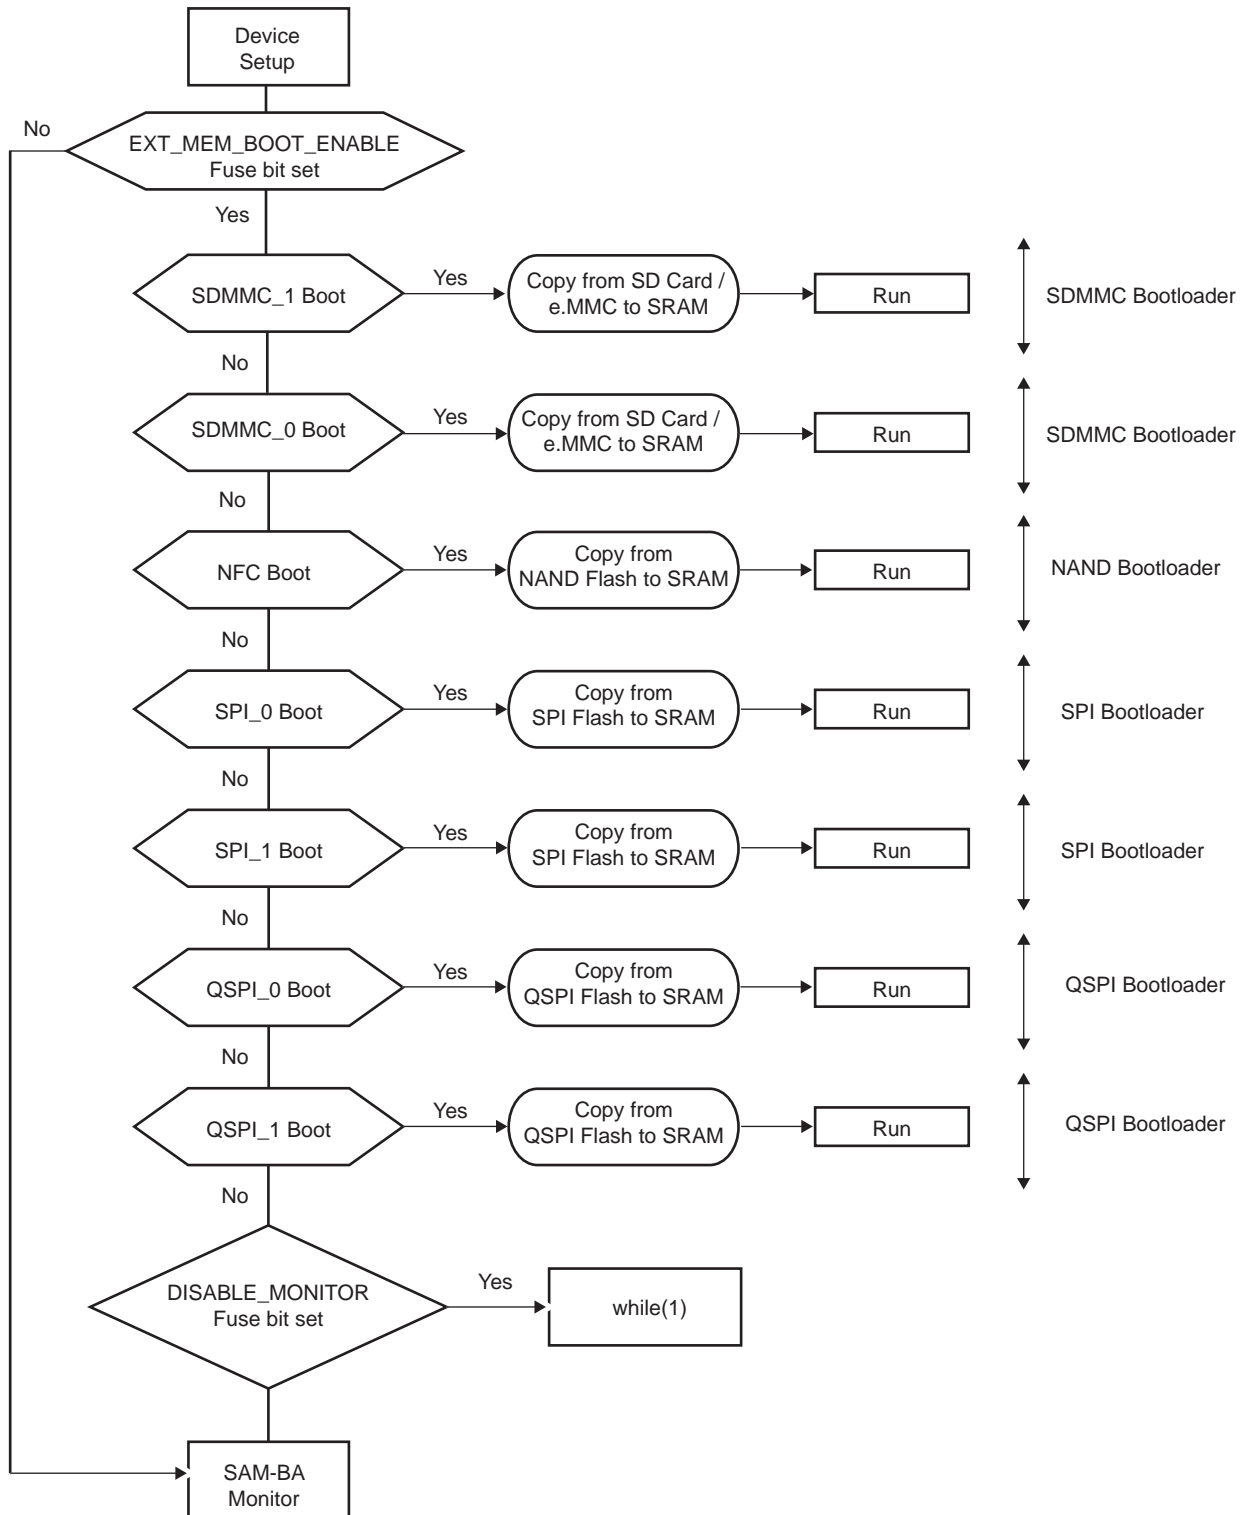 Device
Setup
No
EXT_MEM_BOOT_ENABLE
Fuse bit set
Yes
SDMMC_1 Boot
Yes
Copy from SD Card /
e.MMC to SRAM
Run
SDMMC Bootloader
No
SDMMC_0 Boot
Yes
Copy from SD Card /
e.MMC to SRAM
Run
SDMMC Bootloader
No
NFC Boot
Yes
Copy from
NAND Flash to SRAM
Run
NAND Bootloader
No
SPI_0 Boot
Yes
Copy from
SPI Flash to SRAM
Run
SPI Bootloader
No
SPI_1 Boot
Yes
Copy from
SPI Flash to SRAM
Run
SPI Bootloader
No
QSPI_0 Boot
Yes
Copy from
QSPI Flash to SRAM
Run
QSPI Bootloader
No
QSPI_1 Boot
Yes
Copy from
QSPI Flash to SRAM
Run
QSPI Bootloader
No
DISABLE_MONITOR
Fuse bit set
Yes
while(1)
SAM-BA
Monitor